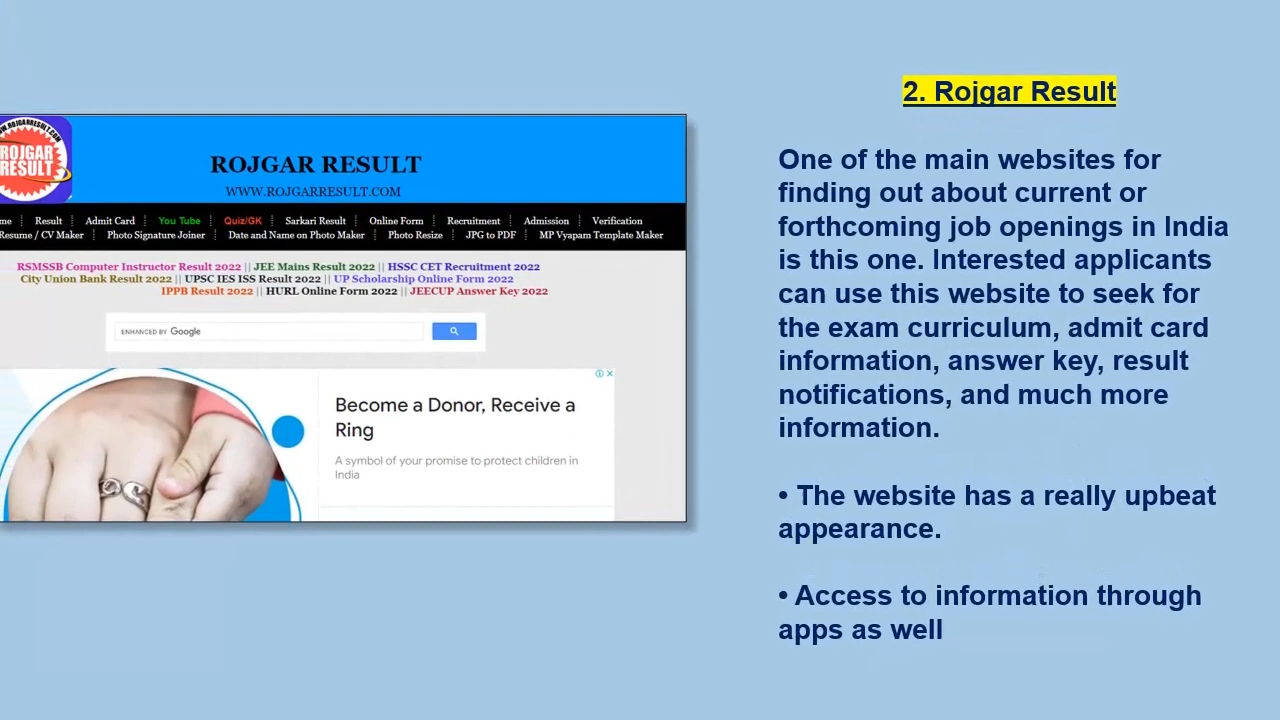 WWW.ROJGARRESULT.COM
ROJGAR
RESULT
ROJGAR RESULT
WWW.ROJGARRESULT.COM
me Result Admit Card You Tube Quiz/GK Sarkari Result Online Form Recruitment Admission Verification
Resume / CV Maker Photo Signature Joiner Date and Name on Photo Maker Photo Resize JPG to PDF MP Vyapam Template Maker
RSMSSB Computer Instructor Result 2022 || JEE Mains Result 2022 || HSSC CET Recruitment 2022
City Union Bank Result 2022 || UPSC IES ISS Result 2022 || UP Scholarship Online Form 2022
IPPB Result 2022 || HURL Online Form 2022 || JEECUP Answer Key 2022
ENHANCED BY Google
Become a Donor, Receive a
Ring
A symbol of your promise to protect children in
India
2. Rojgar Result
One of the main websites for
finding out about current or
forthcoming job openings in India
is this one. Interested applicants
can use this website to seek for
the exam curriculum, admit card
information, answer key, result
notifications, and much more
information.
• The website has a really upbeat
appearance.
• Access to information through
apps as well